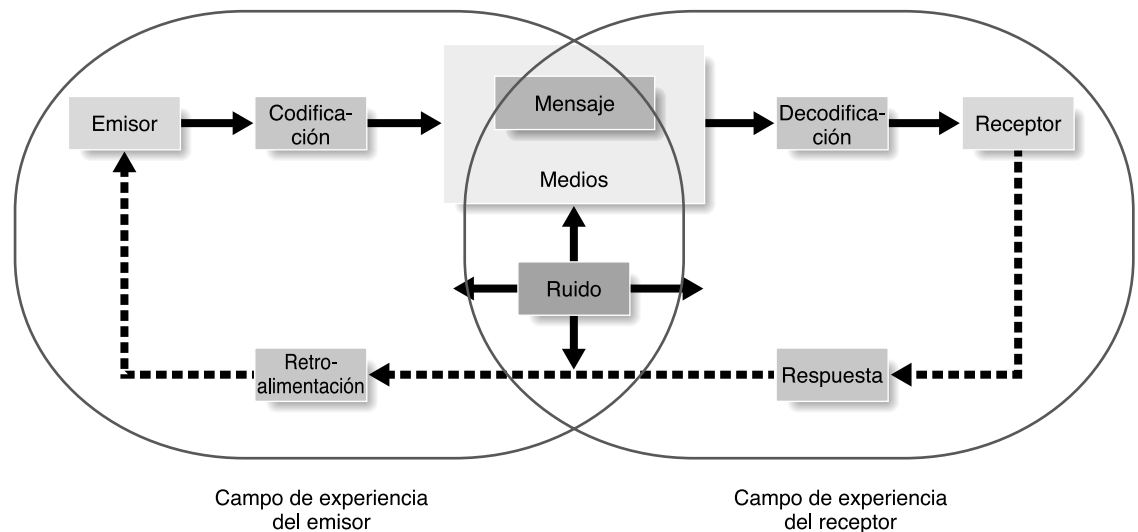 Emisor
Codifica-
ción
Mensaje
Medios
Decodifica-
ción
Receptor
Ruido
Retro-
alimentación
Respuesta
Campo de experiencia
del emisor
Campo de experiencia
del receptor